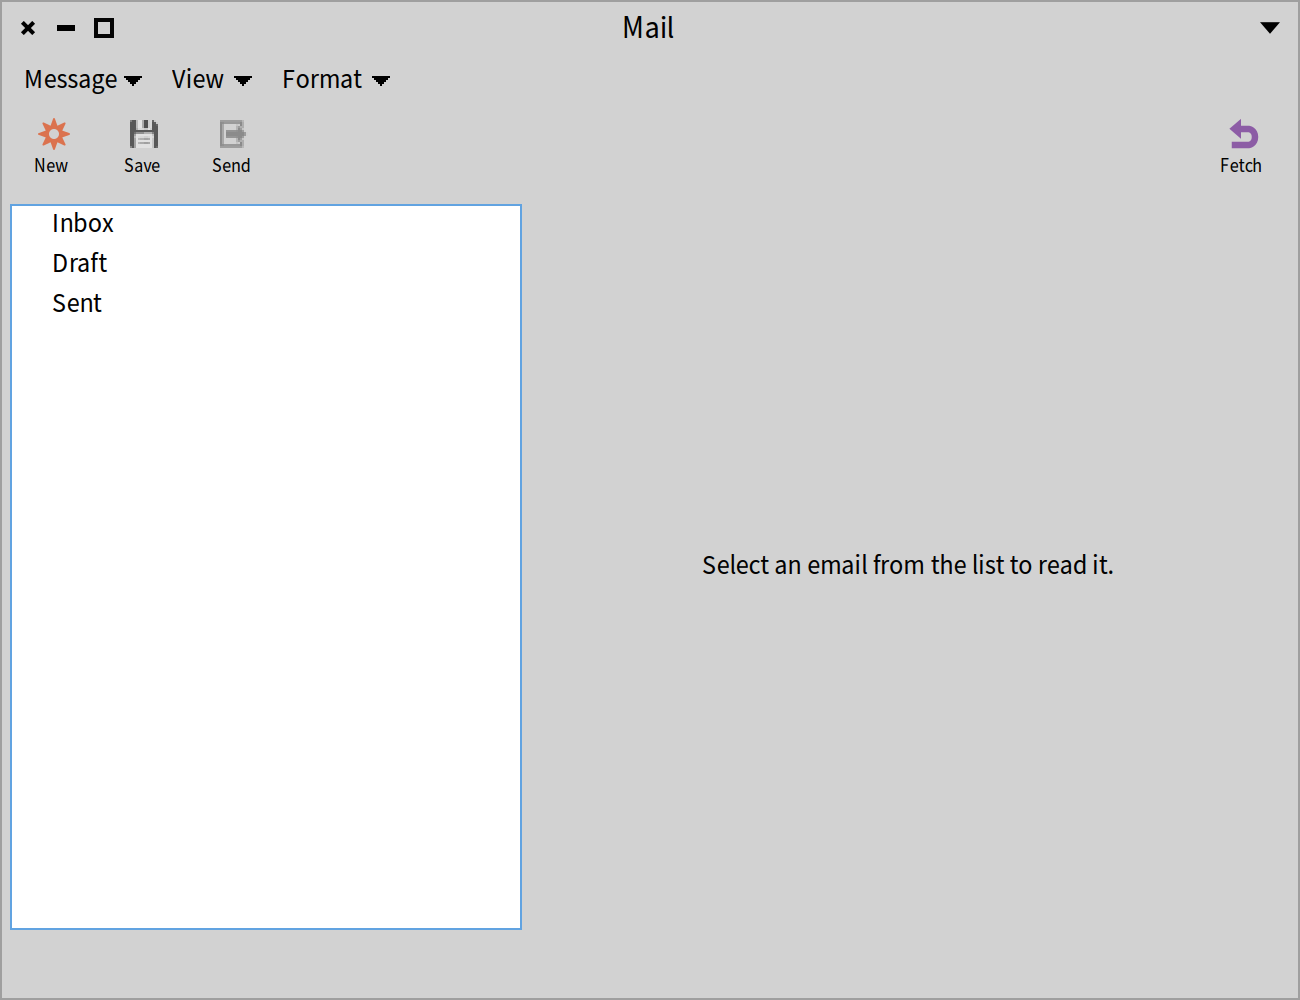 Mail
Message View Format
New Save Send Fetch
Inbox
Draft
Sent
Select an email from the list to read it.